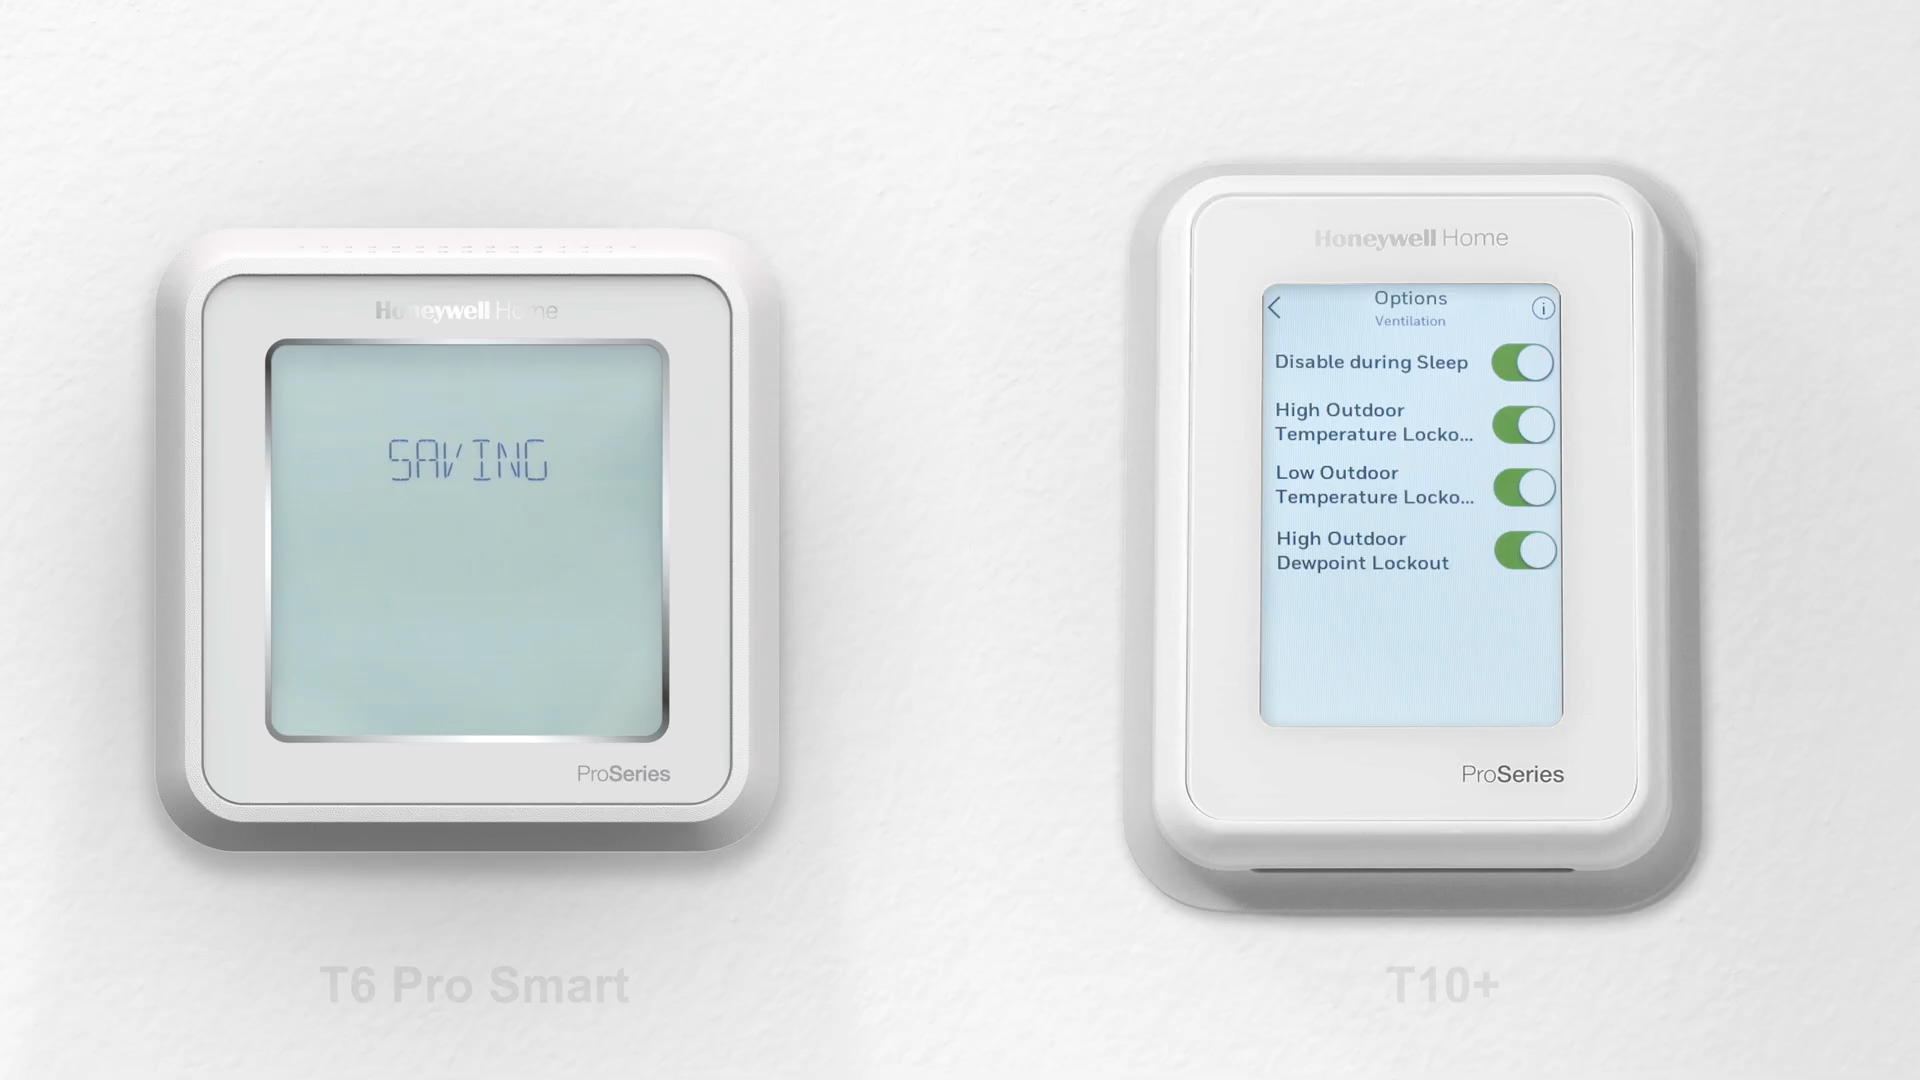 Honeywell Home
SAVING
ProSeries
T6 Pro Smart
Honeywell Home
Options
Ventilation
Disable during Sleep
High Outdoor
Temperature Locko...
Low Outdoor
Temperature Locko...
High Outdoor
Dewpoint Lockout
ProSeries
T10+